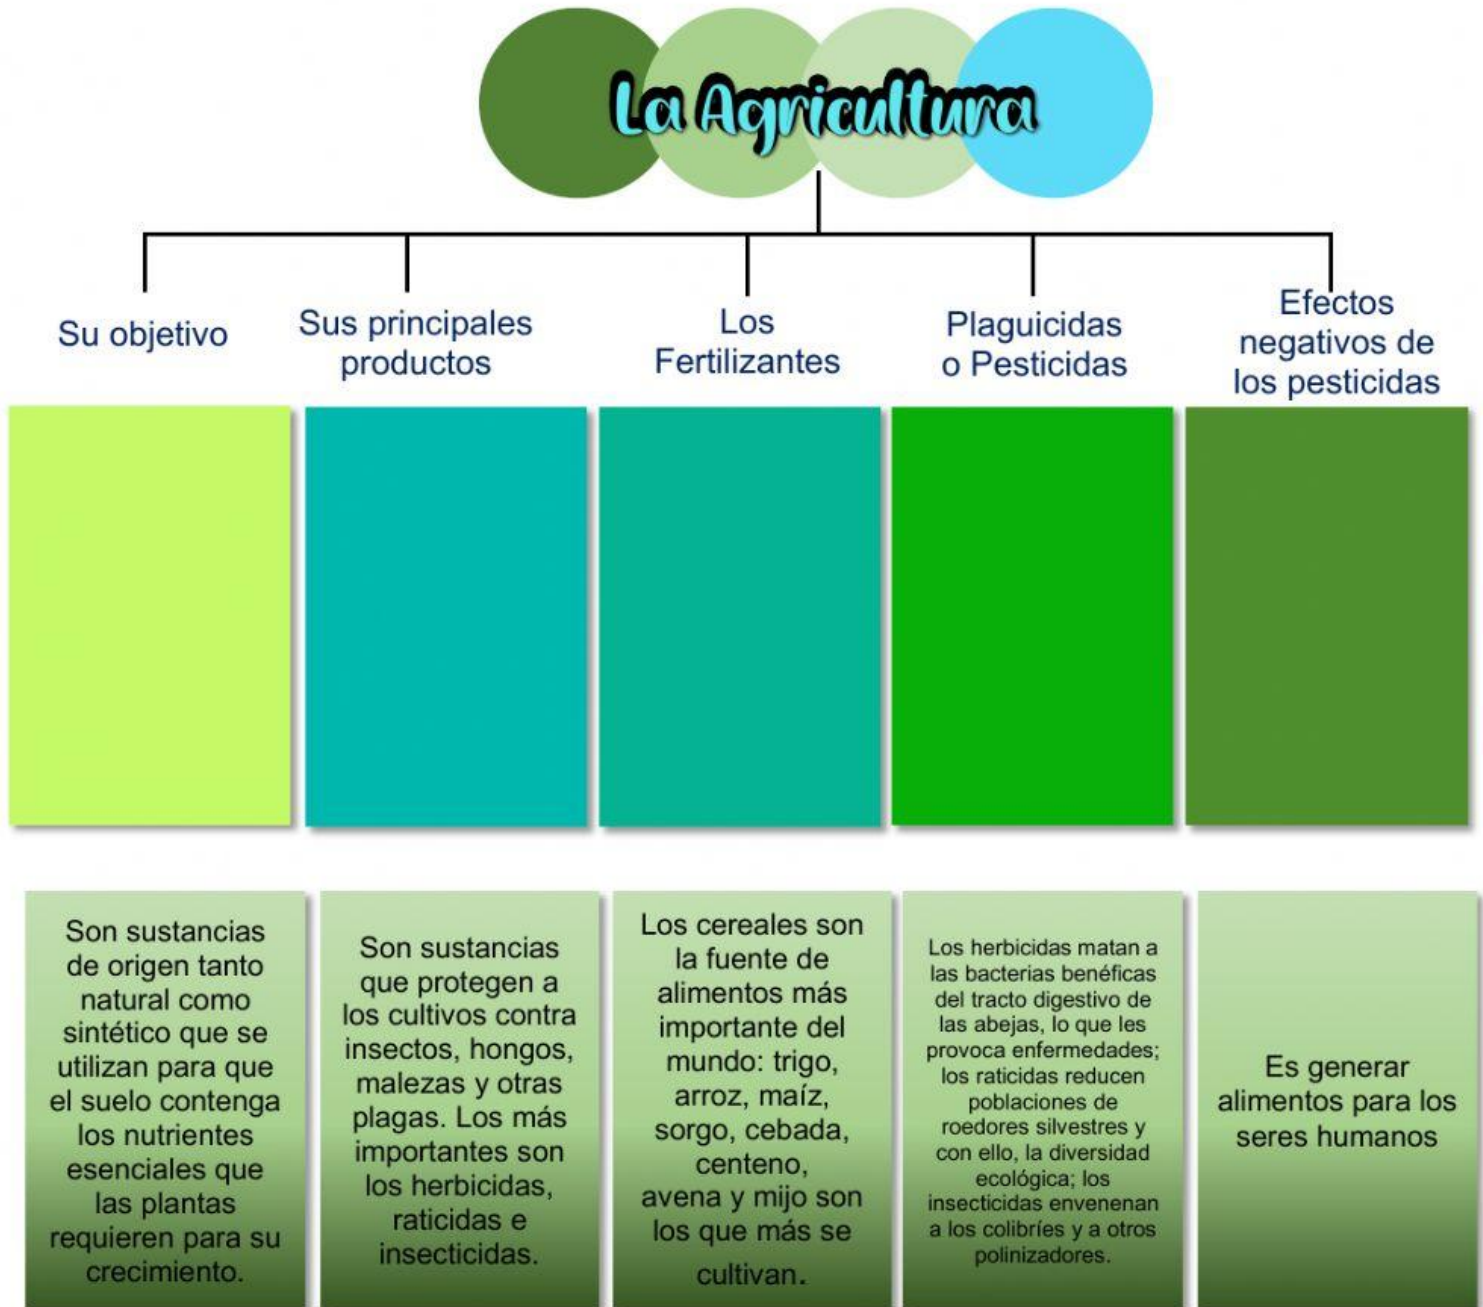 La Agricultura
Su objetivo
Sus principales
productos
Los
Fertilizantes
Plaguicidas
o Pesticidas
Efectos
negativos de
los pesticidas
Son sustancias
de origen tanto
natural como
sintético que se
utilizan para que
el suelo contenga
los nutrientes
esenciales que
las plantas
requieren para su
crecimiento.
Son sustancias
que protegen a
los cultivos contra
insectos, hongos,
malezas y otras
plagas. Los más
importantes son
los herbicidas,
raticidas e
insecticidas.
Los cereales son
la fuente de
alimentos más
importante del
mundo: trigo,
arroz, maíz,
sorgo, cebada,
centeno,
avena y mijo son
los que más se
cultivan.
Los herbicidas matan a
las bacterias benéficas
del tracto digestivo de
las abejas, lo que les
provoca enfermedades;
los raticidas reducen
poblaciones de
roedores silvestres y
con ello, la diversidad
ecológica; los
insecticidas envenenan
a los colibríes y a otros
polinizadores.
Es generar
alimentos para los
seres humanos